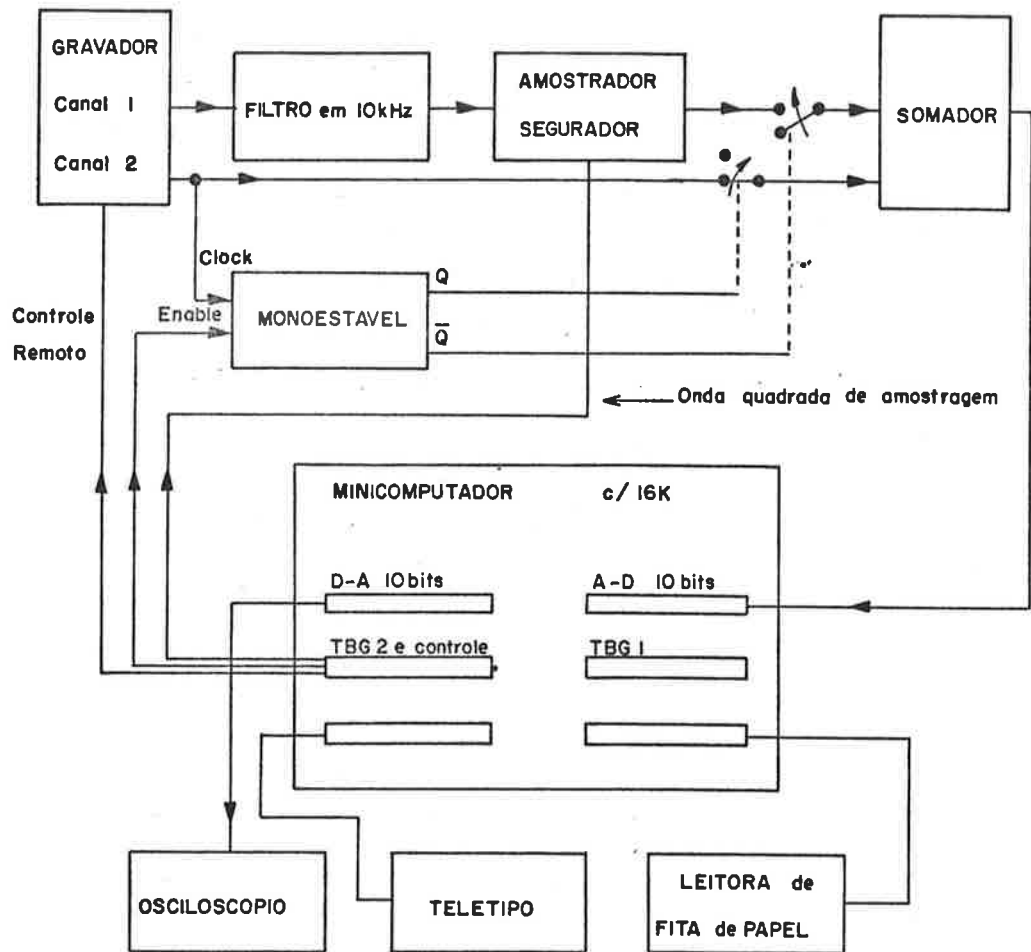 GRAVADOR
Canal 1
Canal 2
FILTRO em 10kHz
AMOSTRADOR
SEGURADOR
SOMADOR
Clock
Enable
MONOESTAVEL
Q
Q̅
Controle
Remoto
Onda quadrada de amostragem
MINICOMPUTADOR c/ 16K
D-A 10 bits
A-D 10 bits
TBG 2 e controle
TBG 1
OSCILOSCOPIO
TELETIPO
LEITORA de
FITA de PAPEL